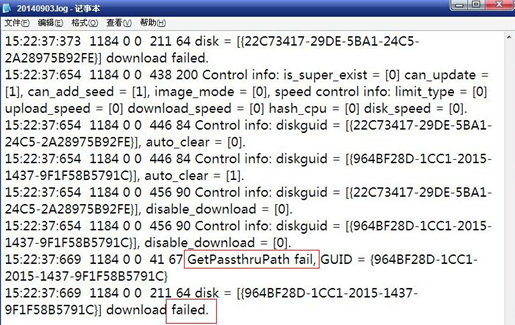 20140903.log - 记事本
文件(F) 编辑(E) 格式(O) 查看(V) 帮助(H)
15:22:37:373 1184 0 0 211 64 disk = [{22C73417-29DE-5BA1-24C5-
2A28975B92FE}] download failed.
15:22:37:654 1184 0 0 438 200 Control info: is_super_exist = [0] can_update =
[1], can_add_seed = [1], image_mode = [0], speed control info: limit_type = [0]
upload_speed = [0] download_speed = [0] hash_cpu = [0] disk_speed = [0].
15:22:37:654 1184 0 0 446 84 Control info: diskguid = [{22C73417-29DE-5BA1-
24C5-2A28975B92FE}], auto_clear = [0].
15:22:37:654 1184 0 0 446 84 Control info: diskguid = [{964BF28D-1CC1-2015-
1437-9F1F58B5791C}], auto_clear = [1].
15:22:37:654 1184 0 0 456 90 Control info: diskguid = [{22C73417-29DE-5BA1-
24C5-2A28975B92FE}], disable_download = [0].
15:22:37:654 1184 0 0 456 90 Control info: diskguid = [{964BF28D-1CC1-2015-
1437-9F1F58B5791C}], disable_download = [0].
15:22:37:669 1184 0 0 41 67 GetPassthruPath fail, GUID = {964BF28D-1CC1-
2015-1437-9F1F58B5791C}
15:22:37:669 1184 0 0 211 64 disk = [{964BF28D-1CC1-2015-1437-
9F1F58B5791C}] download failed.